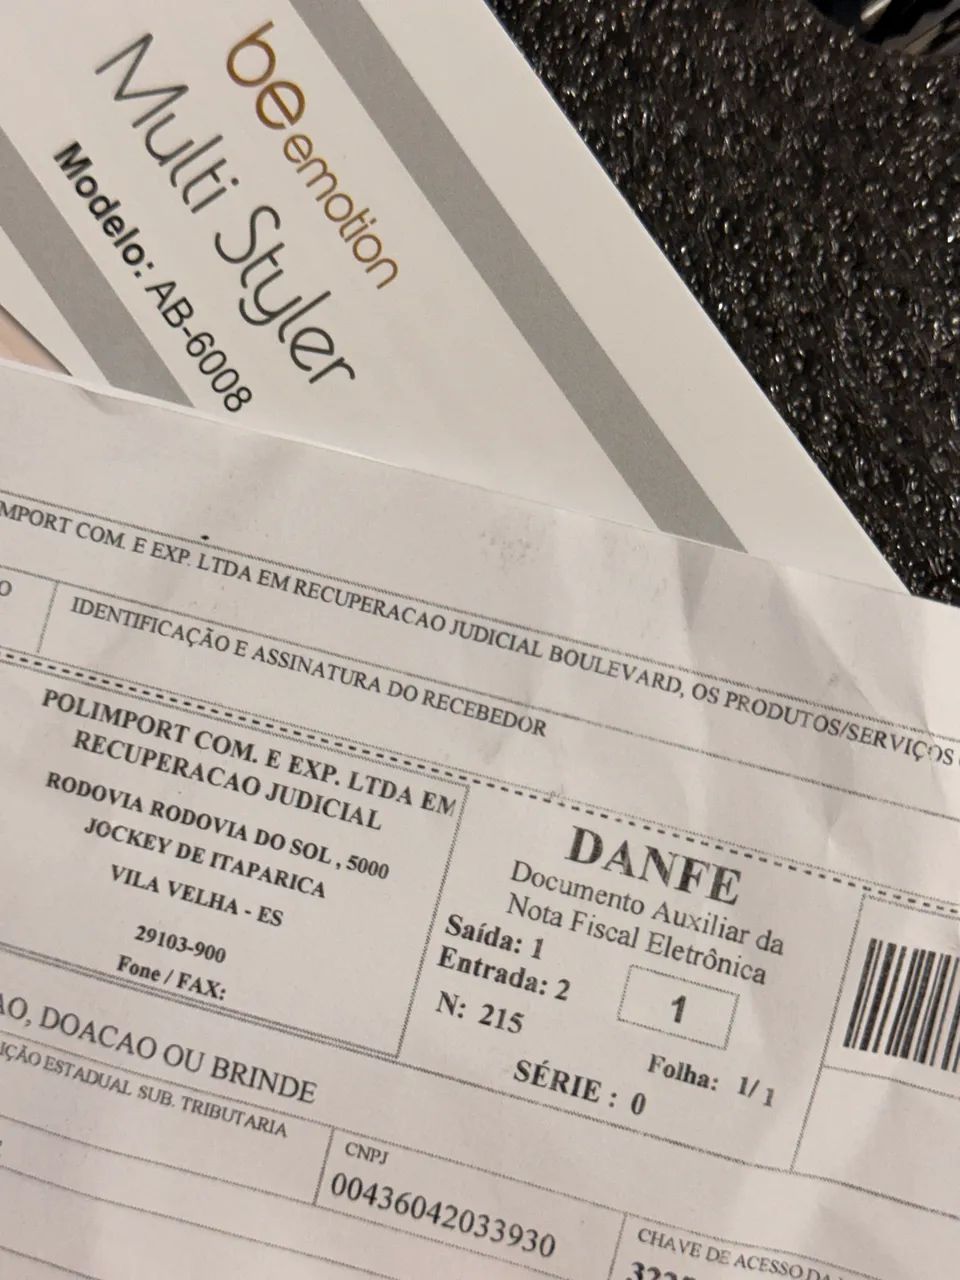 be emotion
Multi Styler
Modelo: AB-6008
MPORT COM. E EXP. LTDA EM RECUPERACAO JUDICIAL BOULEVARD, OS PRODUTOS/SERVIÇOS
O
IDENTIFICAÇÃO E ASSINATURA DO RECEBEDOR
POLIMPORT COM. E EXP. LTDA EM
RECUPERACAO JUDICIAL
RODOVIA RODOVIA DO SOL , 5000
JOCKEY DE ITAPARICA
VILA VELHA - ES
29103-900
Fone / FAX:
DANFE
Documento Auxiliar da
Nota Fiscal Eletrônica
Saída: 1
Entrada: 2
1
N: 215
Folha: 1/ 1
SÉRIE : 0
AO, DOACAO OU BRINDE
IÇÃO ESTADUAL SUB. TRIBUTARIA
CNPJ
00436042033930
CHAVE DE ACESSO DA